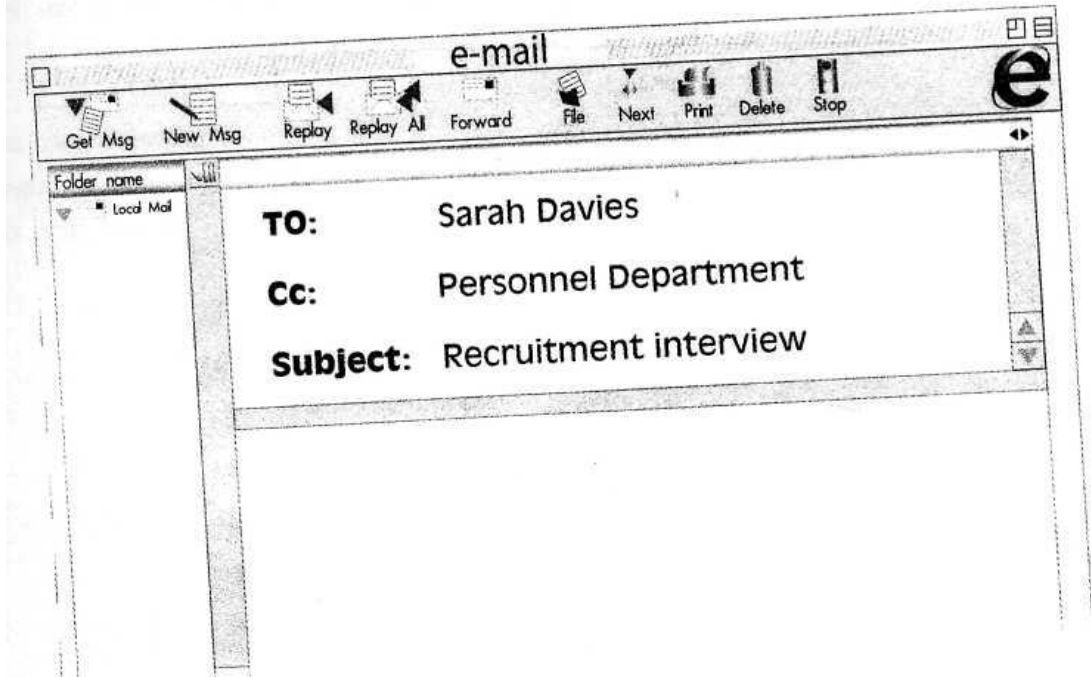 e-mail
Get Msg New Msg Replay Replay All Forward File Next Print Delete Stop
Folder name
Local Mail
TO: Sarah Davies
Cc: Personnel Department
Subject: Recruitment interview